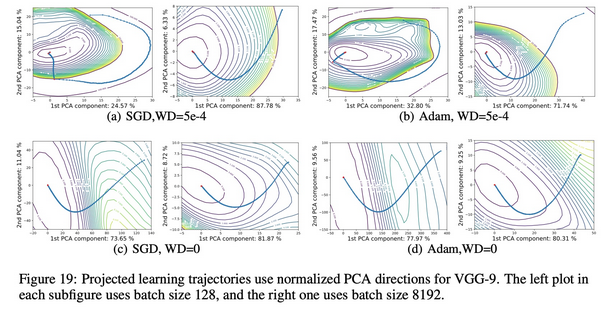 2nd PCA component: 15.04 %
1st PCA component: 24.57 %
2nd PCA component: 6.33 %
1st PCA component: 87.78 %
2nd PCA component: 17.47 %
1st PCA component: 32.80 %
2nd PCA component: 13.03 %
1st PCA component: 71.74 %
(a) SGD,WD=5e-4
(b) Adam, WD=5e-4
2nd PCA component: 11.04 %
1st PCA component: 73.65 %
2nd PCA component: 8.72 %
1st PCA component: 81.87 %
2nd PCA component: 9.56 %
1st PCA component: 77.97 %
2nd PCA component: 9.25 %
1st PCA component: 80.31 %
(c) SGD, WD=0
(d) Adam,WD=0
Figure 19: Projected learning trajectories use normalized PCA directions for VGG-9. The left plot in
each subfigure uses batch size 128, and the right one uses batch size 8192.